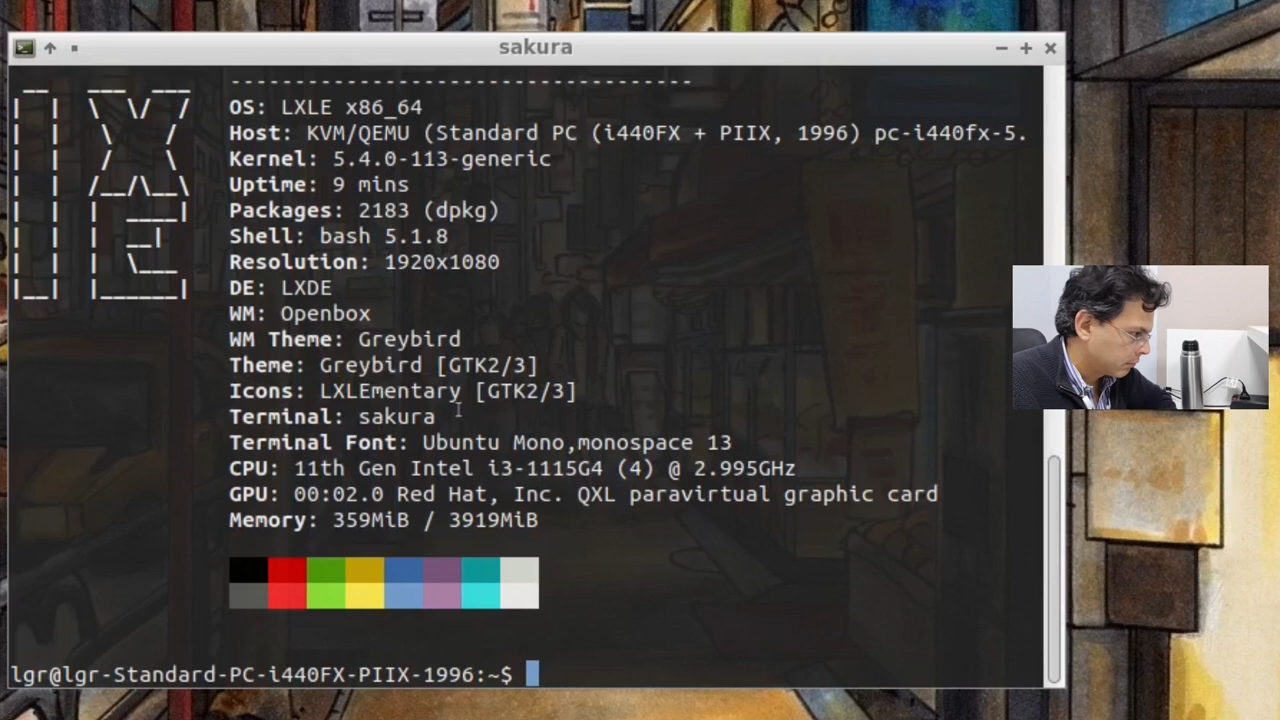 sakura
------------------------------------
OS: LXLE x86_64
Host: KVM/QEMU (Standard PC (i440FX + PIIX, 1996) pc-i440fx-5.
Kernel: 5.4.0-113-generic
Uptime: 9 mins
Packages: 2183 (dpkg)
Shell: bash 5.1.8
Resolution: 1920x1080
DE: LXDE
WM: Openbox
WM Theme: Greybird
Theme: Greybird [GTK2/3]
Icons: LXLEmentary [GTK2/3]
Terminal: sakura
Terminal Font: Ubuntu Mono,monospace 13
CPU: 11th Gen Intel i3-1115G4 (4) @ 2.995GHz
GPU: 00:02.0 Red Hat, Inc. QXL paravirtual graphic card
Memory: 359MiB / 3919MiB
lgr@lgr-Standard-PC-i440FX-PIIX-1996:~$